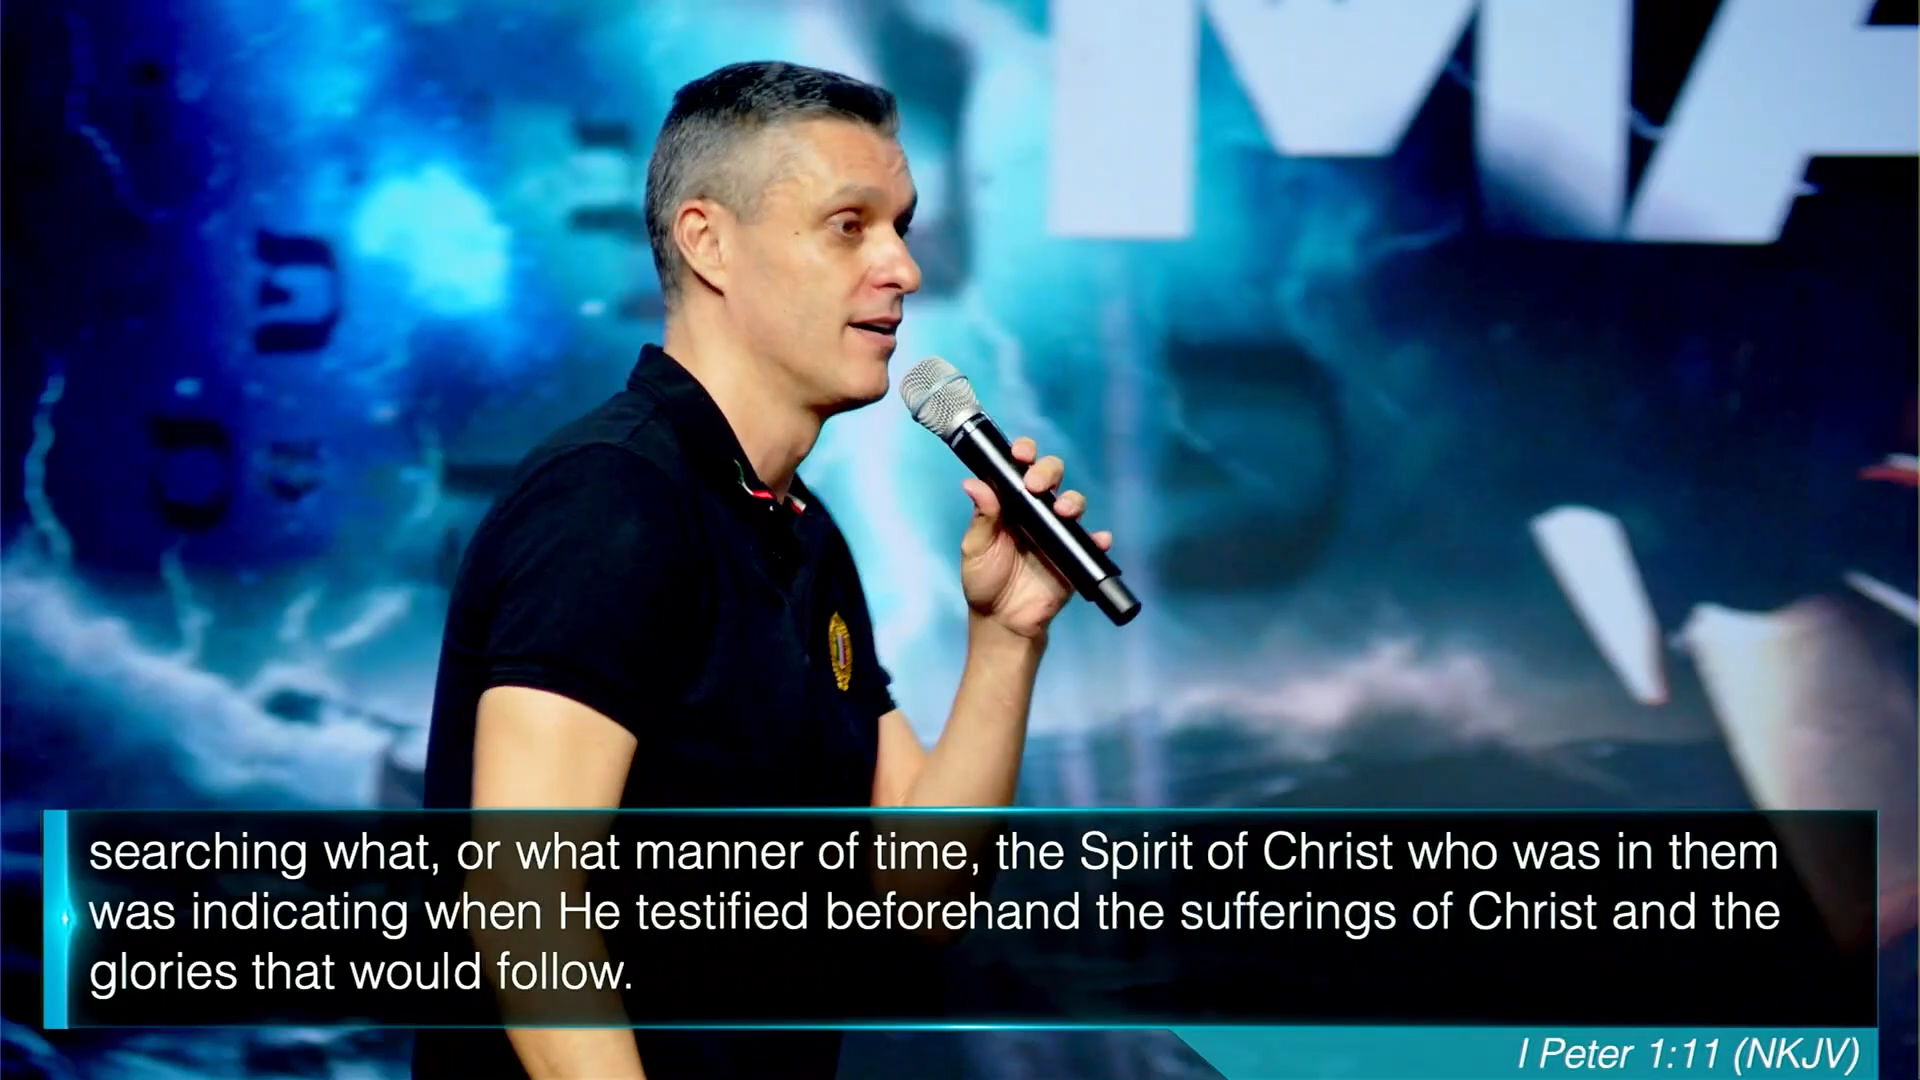 MA
searching what, or what manner of time, the Spirit of Christ who was in them
was indicating when He testified beforehand the sufferings of Christ and the
glories that would follow.
I Peter 1:11 (NKJV)